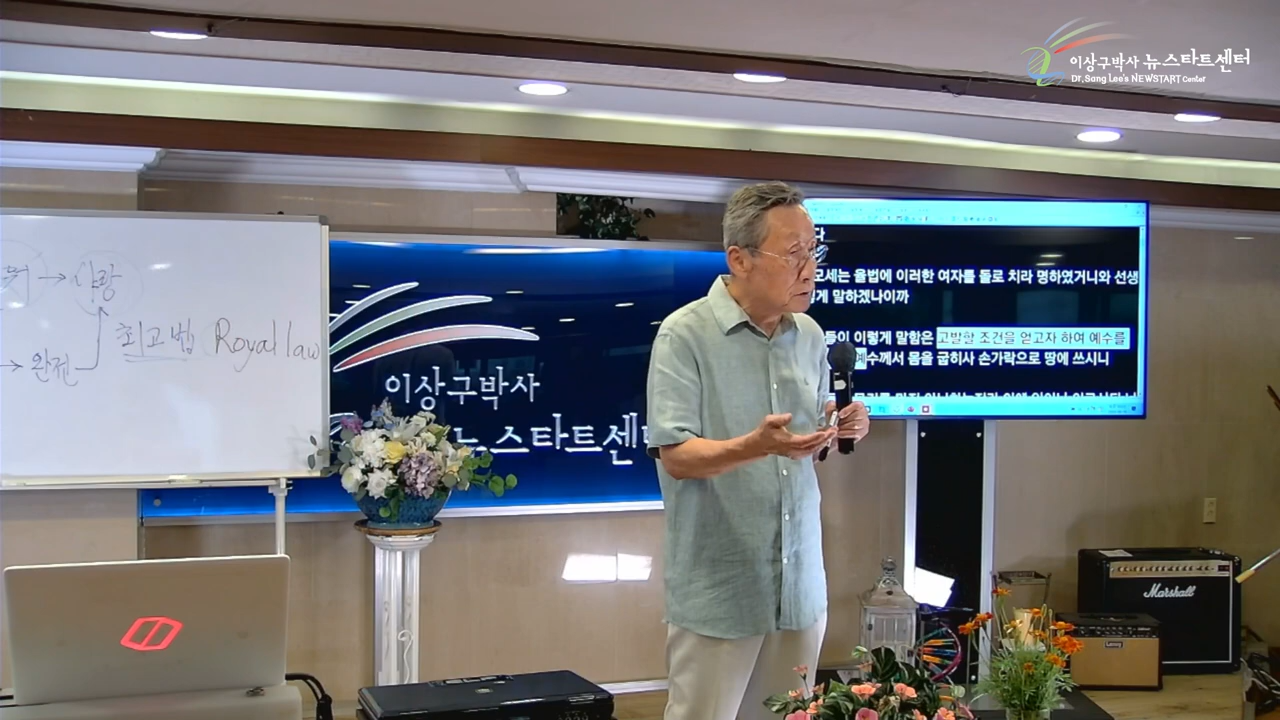 이상구박사 뉴스타트센터
Dr. Sang Lee's NEWSTART Center
→ 사랑
→ 완전
최고법 Royal law
이상구박사
뉴스타트센
다
모세는 율법에 이러한 여자를 돌로 치라 명하였거니와 선생
게 말하겠나이까
들이 이렇게 말함은 고발할 조건을 얻고자 하여 예수를
예수께서 몸을 굽히사 손가락으로 땅에 쓰시니
Marshall
Laney